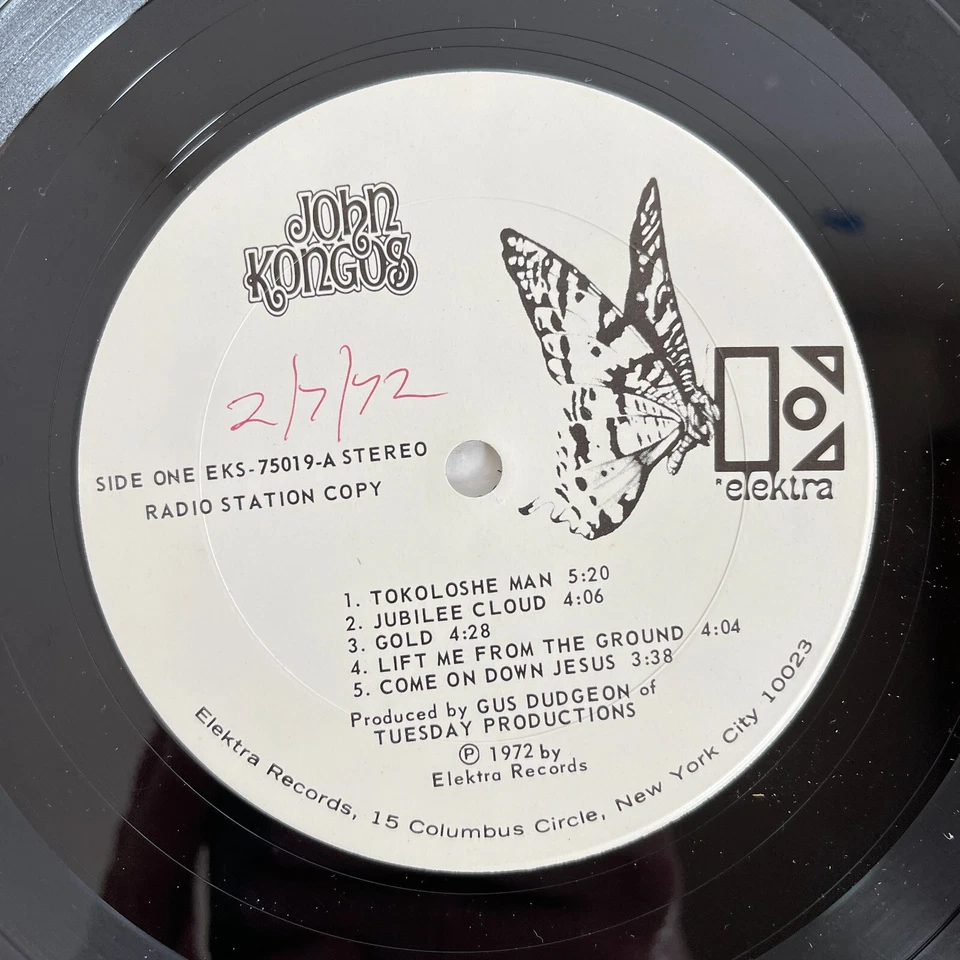 JOHN
KONGOS
2/7/72
SIDE ONE EKS-75019-A STEREO
RADIO STATION COPY
R elektra
1. TOKOLOSHE MAN 5:20
2. JUBILEE CLOUD 4:06
3. GOLD 4:28
4. LIFT ME FROM THE GROUND 4:04
5. COME ON DOWN JESUS 3:38
Produced by GUS DUDGEON of
TUESDAY PRODUCTIONS
℗ 1972 by
Elektra Records
Elektra Records, 15 Columbus Circle, New York City 10023